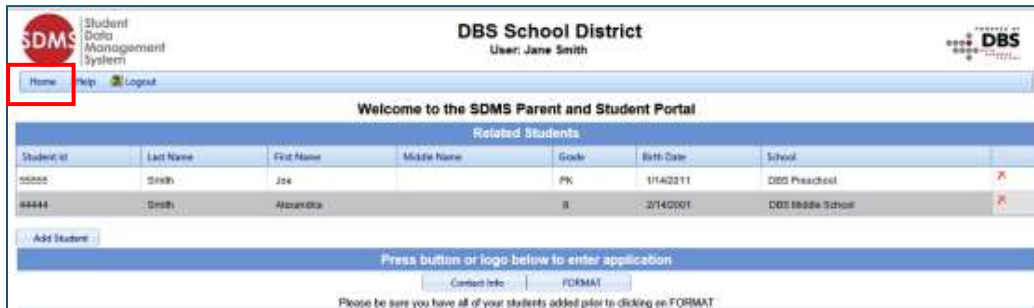 SDMS Student Data Management System
DBS School District
User: Jane Smith
DBS
Home Help Logout
Welcome to the SDMS Parent and Student Portal
Related Students
Student Id Last Name First Name Middle Name Grade Birth Date School
55555 Smith Joe PK 1/14/2011 DBS Preschool
44444 Smith Alexandria 8 2/14/2001 DBS Middle School
Add Student
Press button or logo below to enter application
Contact Info FORMAT
Please be sure you have all of your students added prior to clicking on FORMAT